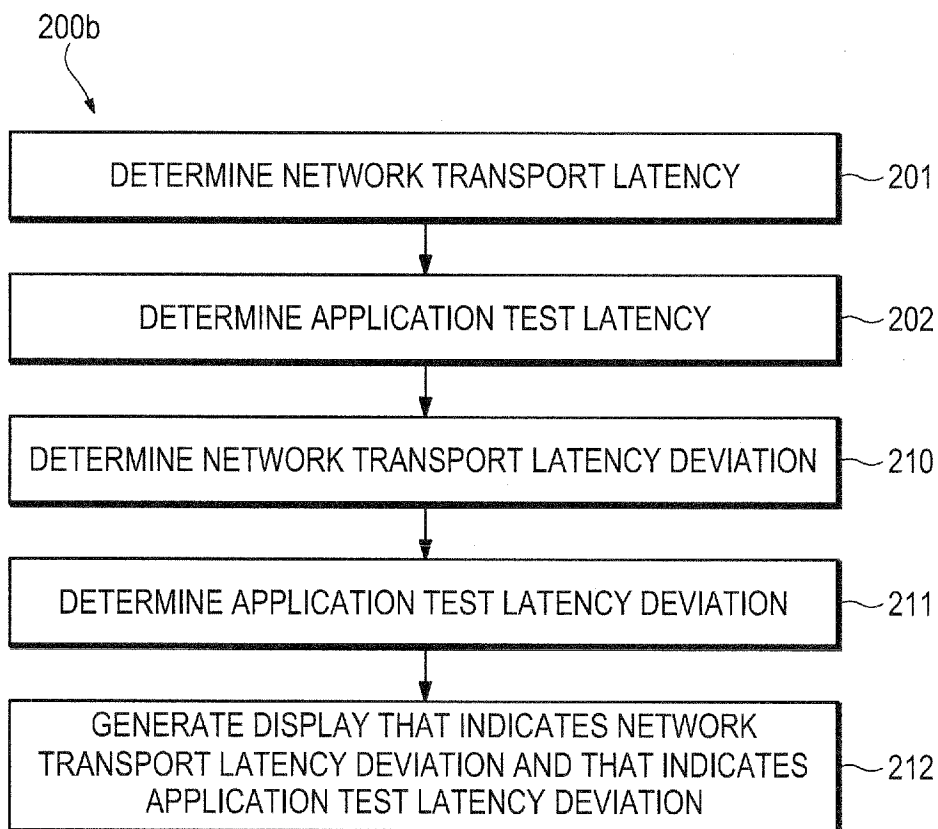 200b
DETERMINE NETWORK TRANSPORT LATENCY
201
DETERMINE APPLICATION TEST LATENCY
202
DETERMINE NETWORK TRANSPORT LATENCY DEVIATION
210
DETERMINE APPLICATION TEST LATENCY DEVIATION
211
GENERATE DISPLAY THAT INDICATES NETWORK
TRANSPORT LATENCY DEVIATION AND THAT INDICATES
APPLICATION TEST LATENCY DEVIATION
212